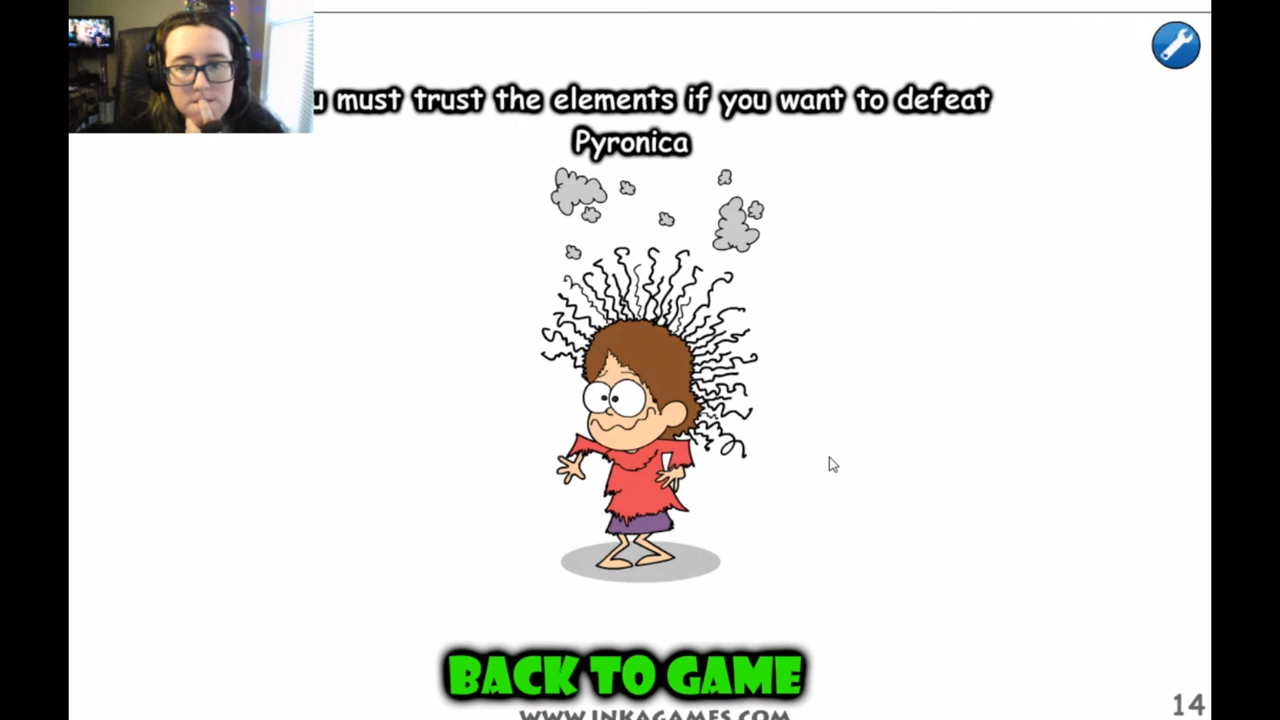 must trust the elements if you want to defeat
Pyronica
BACK TO GAME
WWW.INKAGAMES.COM
14